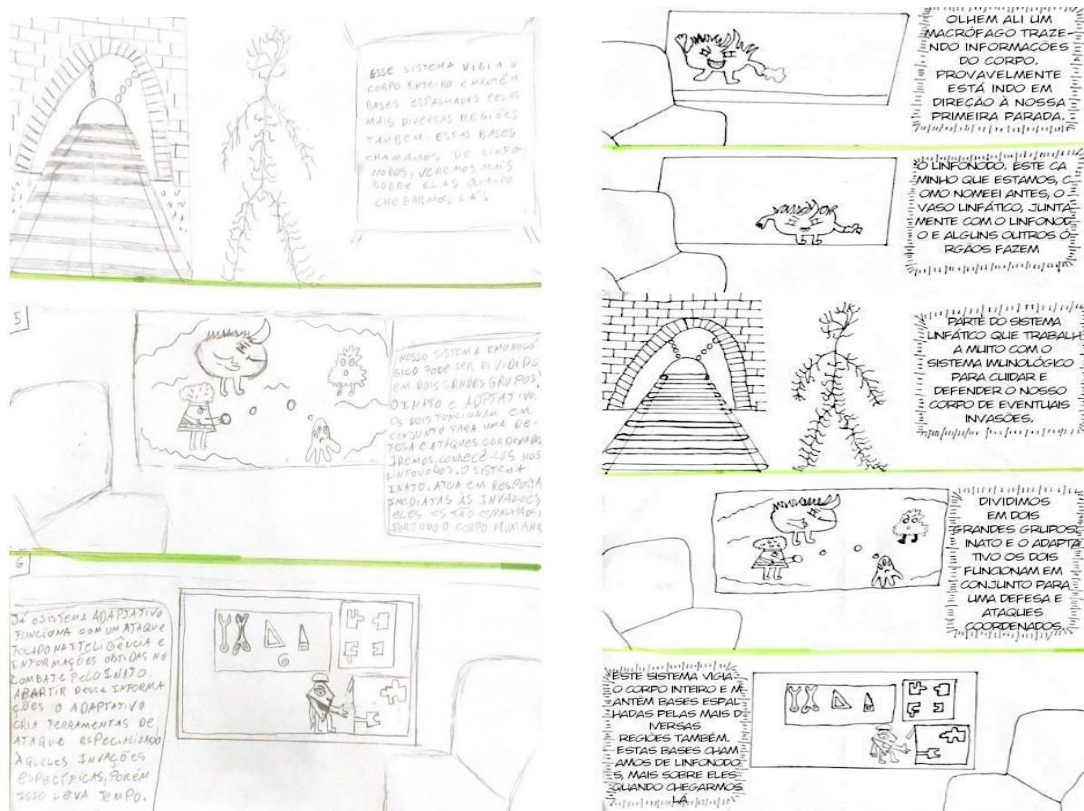 ESSE SISTEMA VIGIA O
CORPO INTEIRO E MANTÉM
BASES ESPALHADAS PELAS
MAIS DIVERSAS REGIÕES
TAMBEM. ESTAS BASES
CHAMAMOS, DE LINFO-
NODOS, VEREMOS MAIS
SOBRE ELAS QUANDO
CHEGARMOS, LÁ.
5
NOSSO SISTEMA IMUNOLÓ
GICO PODE SER DIVIDIDO
EM DOIS GRANDES GRUPOS,
O INATO E ADPTATIVO.
OS DOIS FUNCIONAM EM
CONJUNTO PARA UMA DE-
FESA E ATAQUES COORDENADOS
IREMOS, CONHECÊ-LOS NOS
LINFONODOS. O SISTEMA
INATO, ATUA EM RESPOSTA
IMEDIATAS ÀS INVASÕES
ELES ESTÃO ESPALHADOS
POR TODO O CORPO HUMANO
6
JÁ O SISTEMA ADAPTATIVO
FUNCIONA COM UM ATAQUE
FOCADO NA INTELIGÊNCIA E
INFORMAÇÕES OBTIDAS NO
COMBATE PELO INATO.
APARTIR DESSA INFORMA
ÇÕES O ADAPTATIVO
CRIA FERRAMENTAS DE
ATAQUE ESPECIALIZADO
ÀQUELES INVAÇÕES
ESPECÍFICAS, PORÉM
ISSO LEVA TEMPO.
OLHEM ALI UM
MACRÓFAGO TRAZE-
NDO INFORMAÇÕES
DO CORPO.
PROVAVELMENTE
ESTÁ INDO EM
DIREÇÃO À NOSSA
PRIMEIRA PARADA.
O LINFONODO. ESTE CA
MINHO QUE ESTAMOS, C
OMO NOMEEI ANTES, O
VASO LINFÁTICO, JUNTA
MENTE COM O LINFONOD
O E ALGUNS OUTROS Ó
RGÃOS FAZEM
PARTE DO SISTEMA
LINFÁTICO QUE TRABALH
A MUITO COM O
SISTEMA IMUNOLÓGICO
PARA CUIDAR E
DEFENDER O NOSSO
CORPO DE EVENTUAIS
INVASÕES,
DIVIDIMOS
EM DOIS
GRANDES GRUPOS,
INATO E O ADAPTA
TIVO OS DOIS
FUNCIONAM EM
CONJUNTO PARA
UMA DEFESA E
ATAQUES
COORDENADOS,
ESTE SISTEMA VIGIA
O CORPO INTEIRO E M
ANTÉM BASES ESPAL
HADAS PELAS MAIS D
IVERSAS
REGIÕES TAMBÉM.
ESTAS BASES CHAM
AMOS DE LINFONODO
S, MAIS SOBRE ELES
QUANDO CHEGARMOS
LÁ